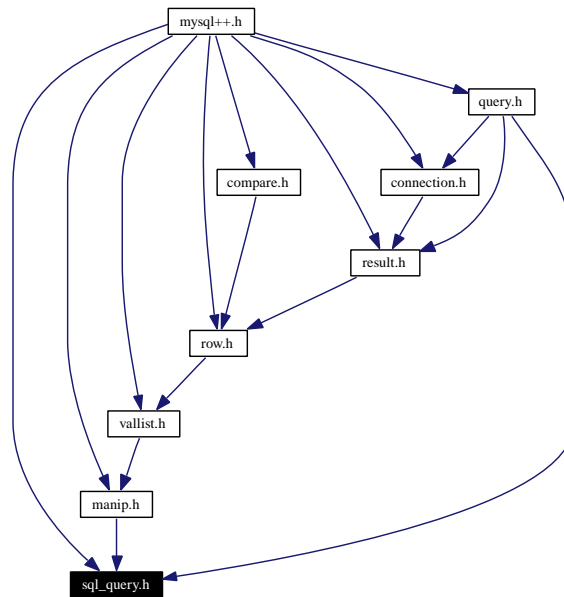 mysql++.h
query.h
compare.h
connection.h
result.h
row.h
vallist.h
manip.h
sql_query.h